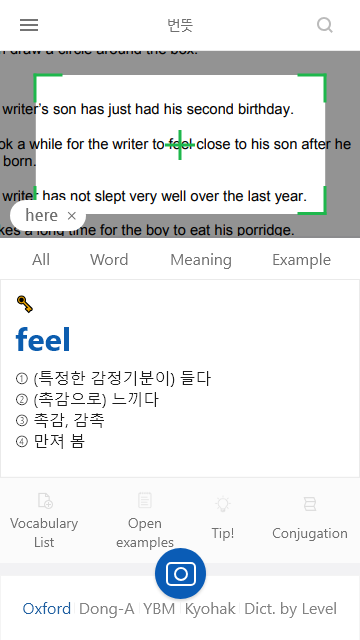 번뜻
draw a circle around the box.
writer's son has just had his second birthday.
ok a while for the writer to feel close to his son after he
born.
writer has not slept very well over the last year.
here ×
kes a long time for the boy to eat his porridge.
All Word Meaning Example
feel
① (특정한 감정기분이) 들다
② (촉감으로) 느끼다
③ 촉감, 감촉
④ 만져 봄
Vocabulary List
Open examples
Tip!
Conjugation
Oxford Dong-A YBM Kyohak Dict. by Level